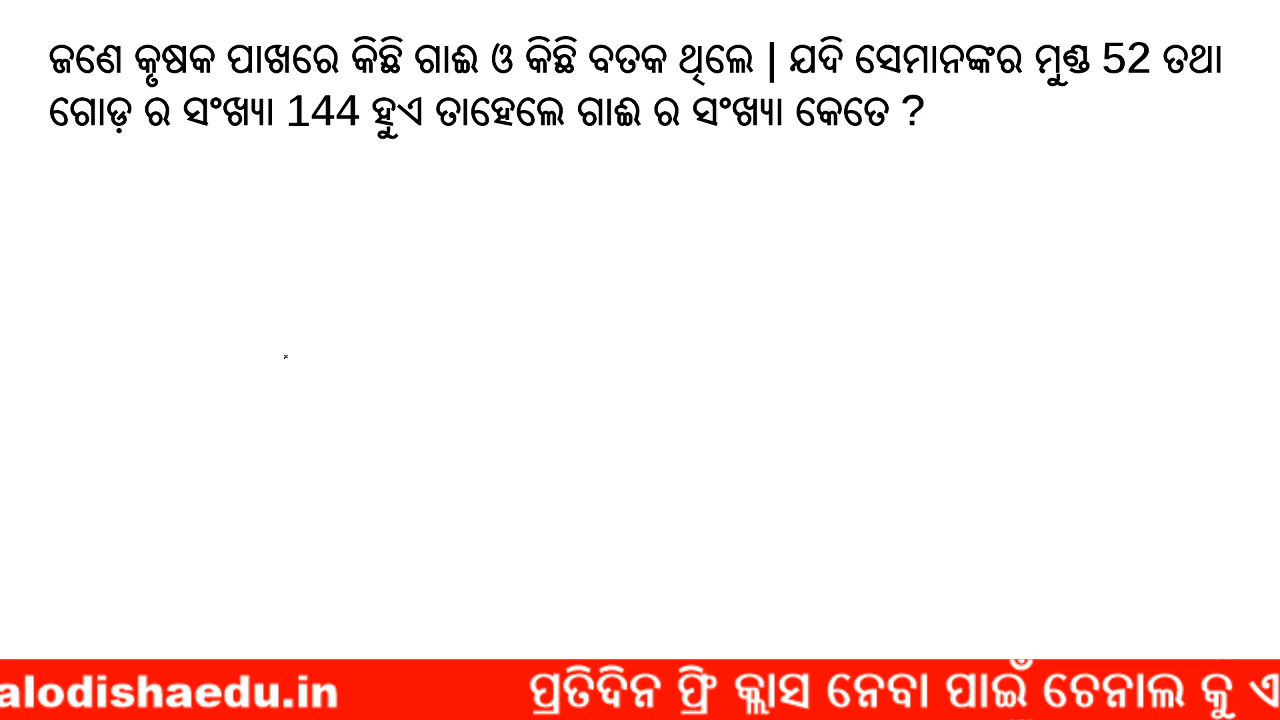 ଜଣେ କୃଷକ ପାଖରେ କିଛି ଗାଈ ଓ କିଛି ବତକ ଥିଲେ | ଯଦି ସେମାନଙ୍କର ମୁଣ୍ଡ 52 ତଥା
ଗୋଡ଼ ର ସଂଖ୍ୟା 144 ହୁଏ ତାହେଲେ ଗାଈ ର ସଂଖ୍ୟା କେତେ ?
alodishaedu.in ପ୍ରତିଦିନ ଫ୍ରି କ୍ଲାସ ନେବା ପାଇଁ ଚେନାଲ କୁ ଏ